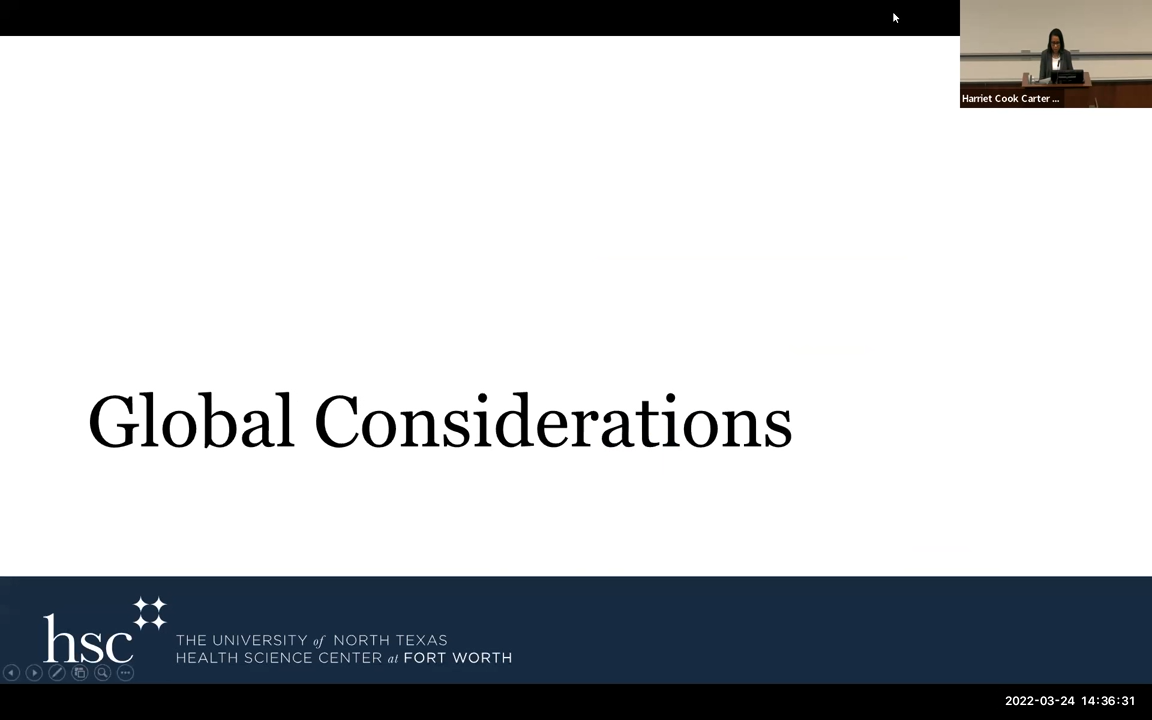 Harriet Cook Carter ...
Global Considerations
hsc
THE UNIVERSITY of NORTH TEXAS
HEALTH SCIENCE CENTER at FORT WORTH
2022-03-24 14:36:31